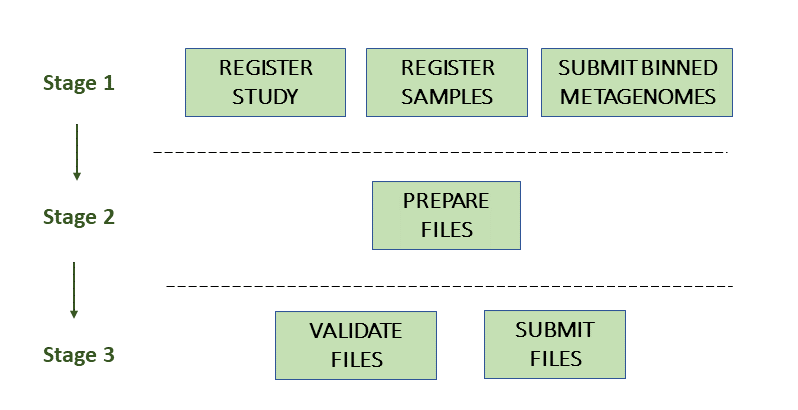 Stage 1
REGISTER
STUDY
REGISTER
SAMPLES
SUBMIT BINNED
METAGENOMES
Stage 2
PREPARE
FILES
Stage 3
VALIDATE
FILES
SUBMIT
FILES